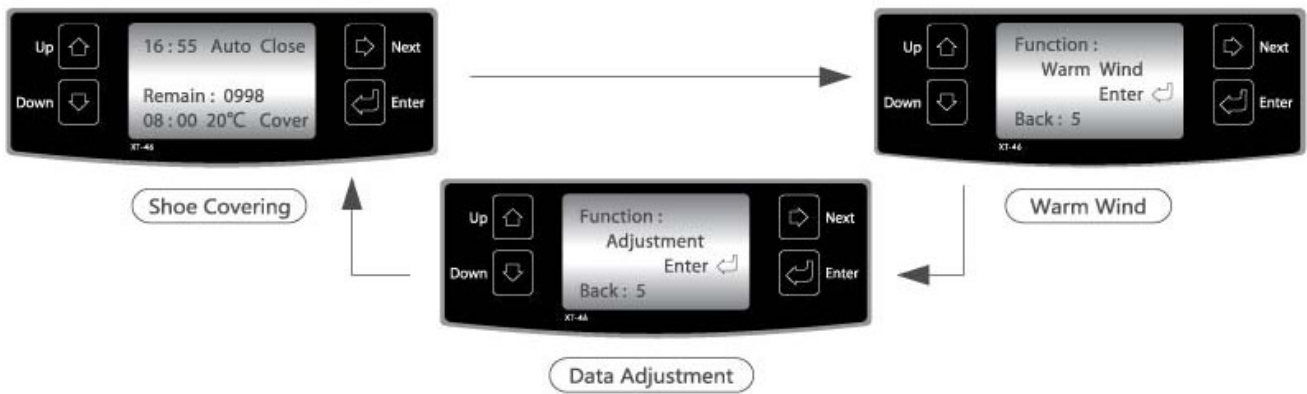 Up
16:55 Auto Close
Next
Down
Remain : 0998
08:00 20°C Cover
Enter
XT-46
Shoe Covering
Up
Function :
Warm Wind
Enter
Back : 5
Next
Down
Enter
XT-46
Warm Wind
Up
Function :
Adjustment
Enter
Back : 5
Next
Down
Enter
XT-46
Data Adjustment